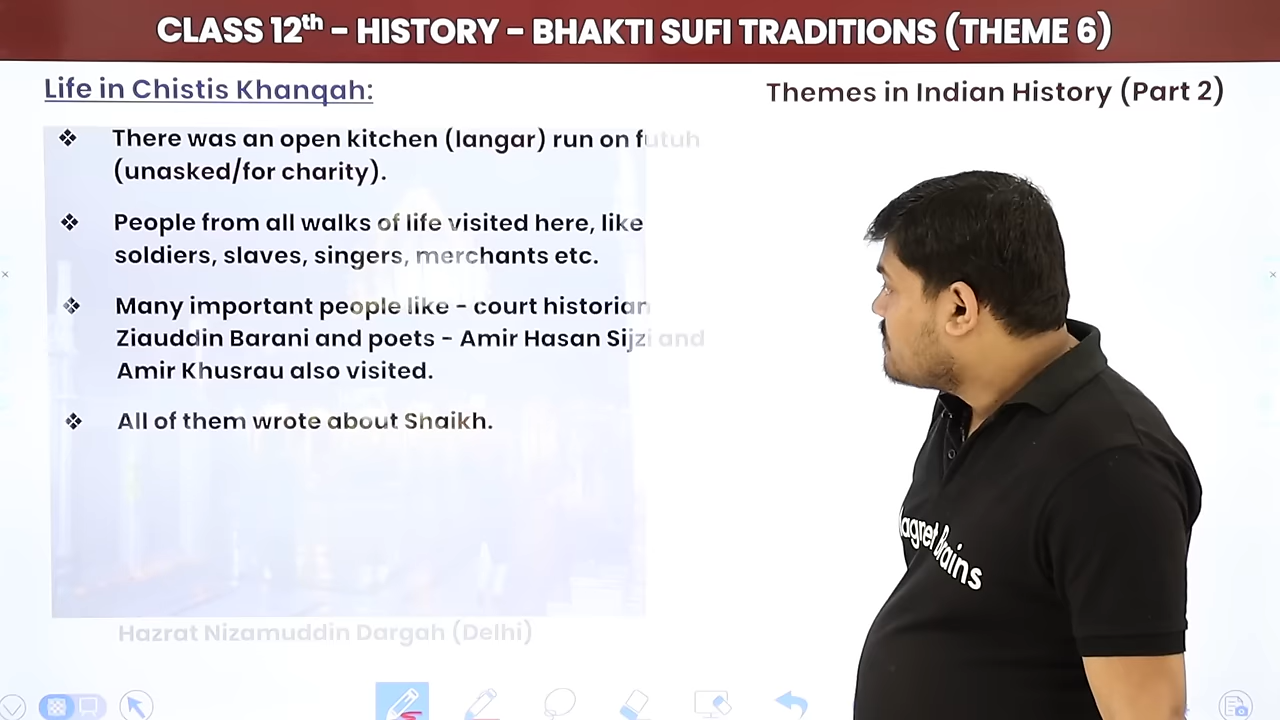 CLASS 12th - HISTORY - BHAKTI SUFI TRADITIONS (THEME 6)
Life in Chistis Khanqah:
Themes in Indian History (Part 2)
❖ There was an open kitchen (langar) run on futuh
(unasked/for charity).
❖ People from all walks of life visited here, like
soldiers, slaves, singers, merchants etc.
❖ Many important people like - court historian
Ziauddin Barani and poets - Amir Hasan Sijzi and
Amir Khusrau also visited.
❖ All of them wrote about Shaikh.
Hazrat Nizamuddin Dargah (Delhi)
agnet Brains